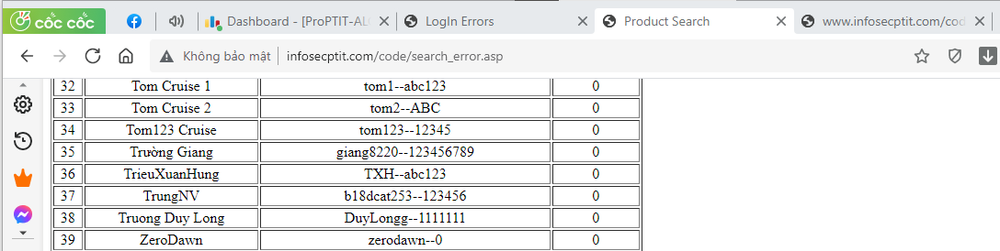 cốc cốc
Dashboard - [ProPTIT-AL
LogIn Errors
Product Search
www.infosecptit.com/cod
Không bảo mật
infosecptit.com/code/search_error.asp
32 Tom Cruise 1 tom1--abc123 0
33 Tom Cruise 2 tom2--ABC 0
34 Tom123 Cruise tom123--12345 0
35 Trường Giang giang8220--123456789 0
36 TrieuXuanHung TXH--abc123 0
37 TrungNV b18dcat253--123456 0
38 Truong Duy Long DuyLongg--1111111 0
39 ZeroDawn zerodawn--0 0